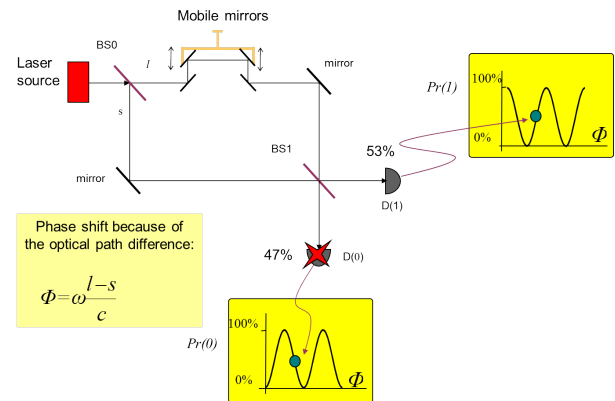 Mobile mirrors
BS0
Laser
source
l
mirror
s
Pr(1)
100%
0%
Φ
BS1
53%
mirror
D(1)
Phase shift because of
the optical path difference:
Φ=ω l−s/c
47%
D(0)
Pr(0)
100%
0%
Φ